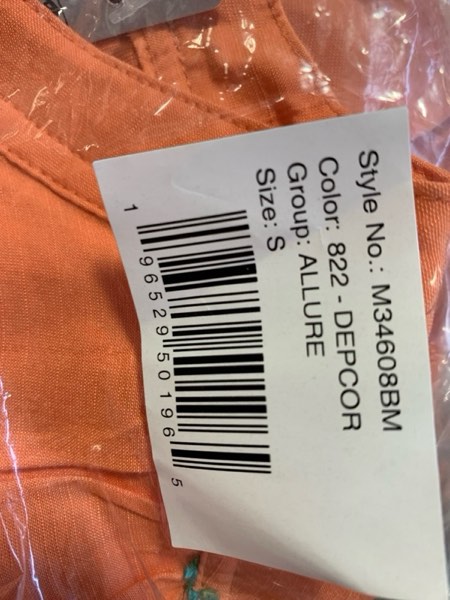 Style No.: M34608BM
Color: 822 - DEPCOR
Group: ALLURE
Size: S
1 96529 50196 5